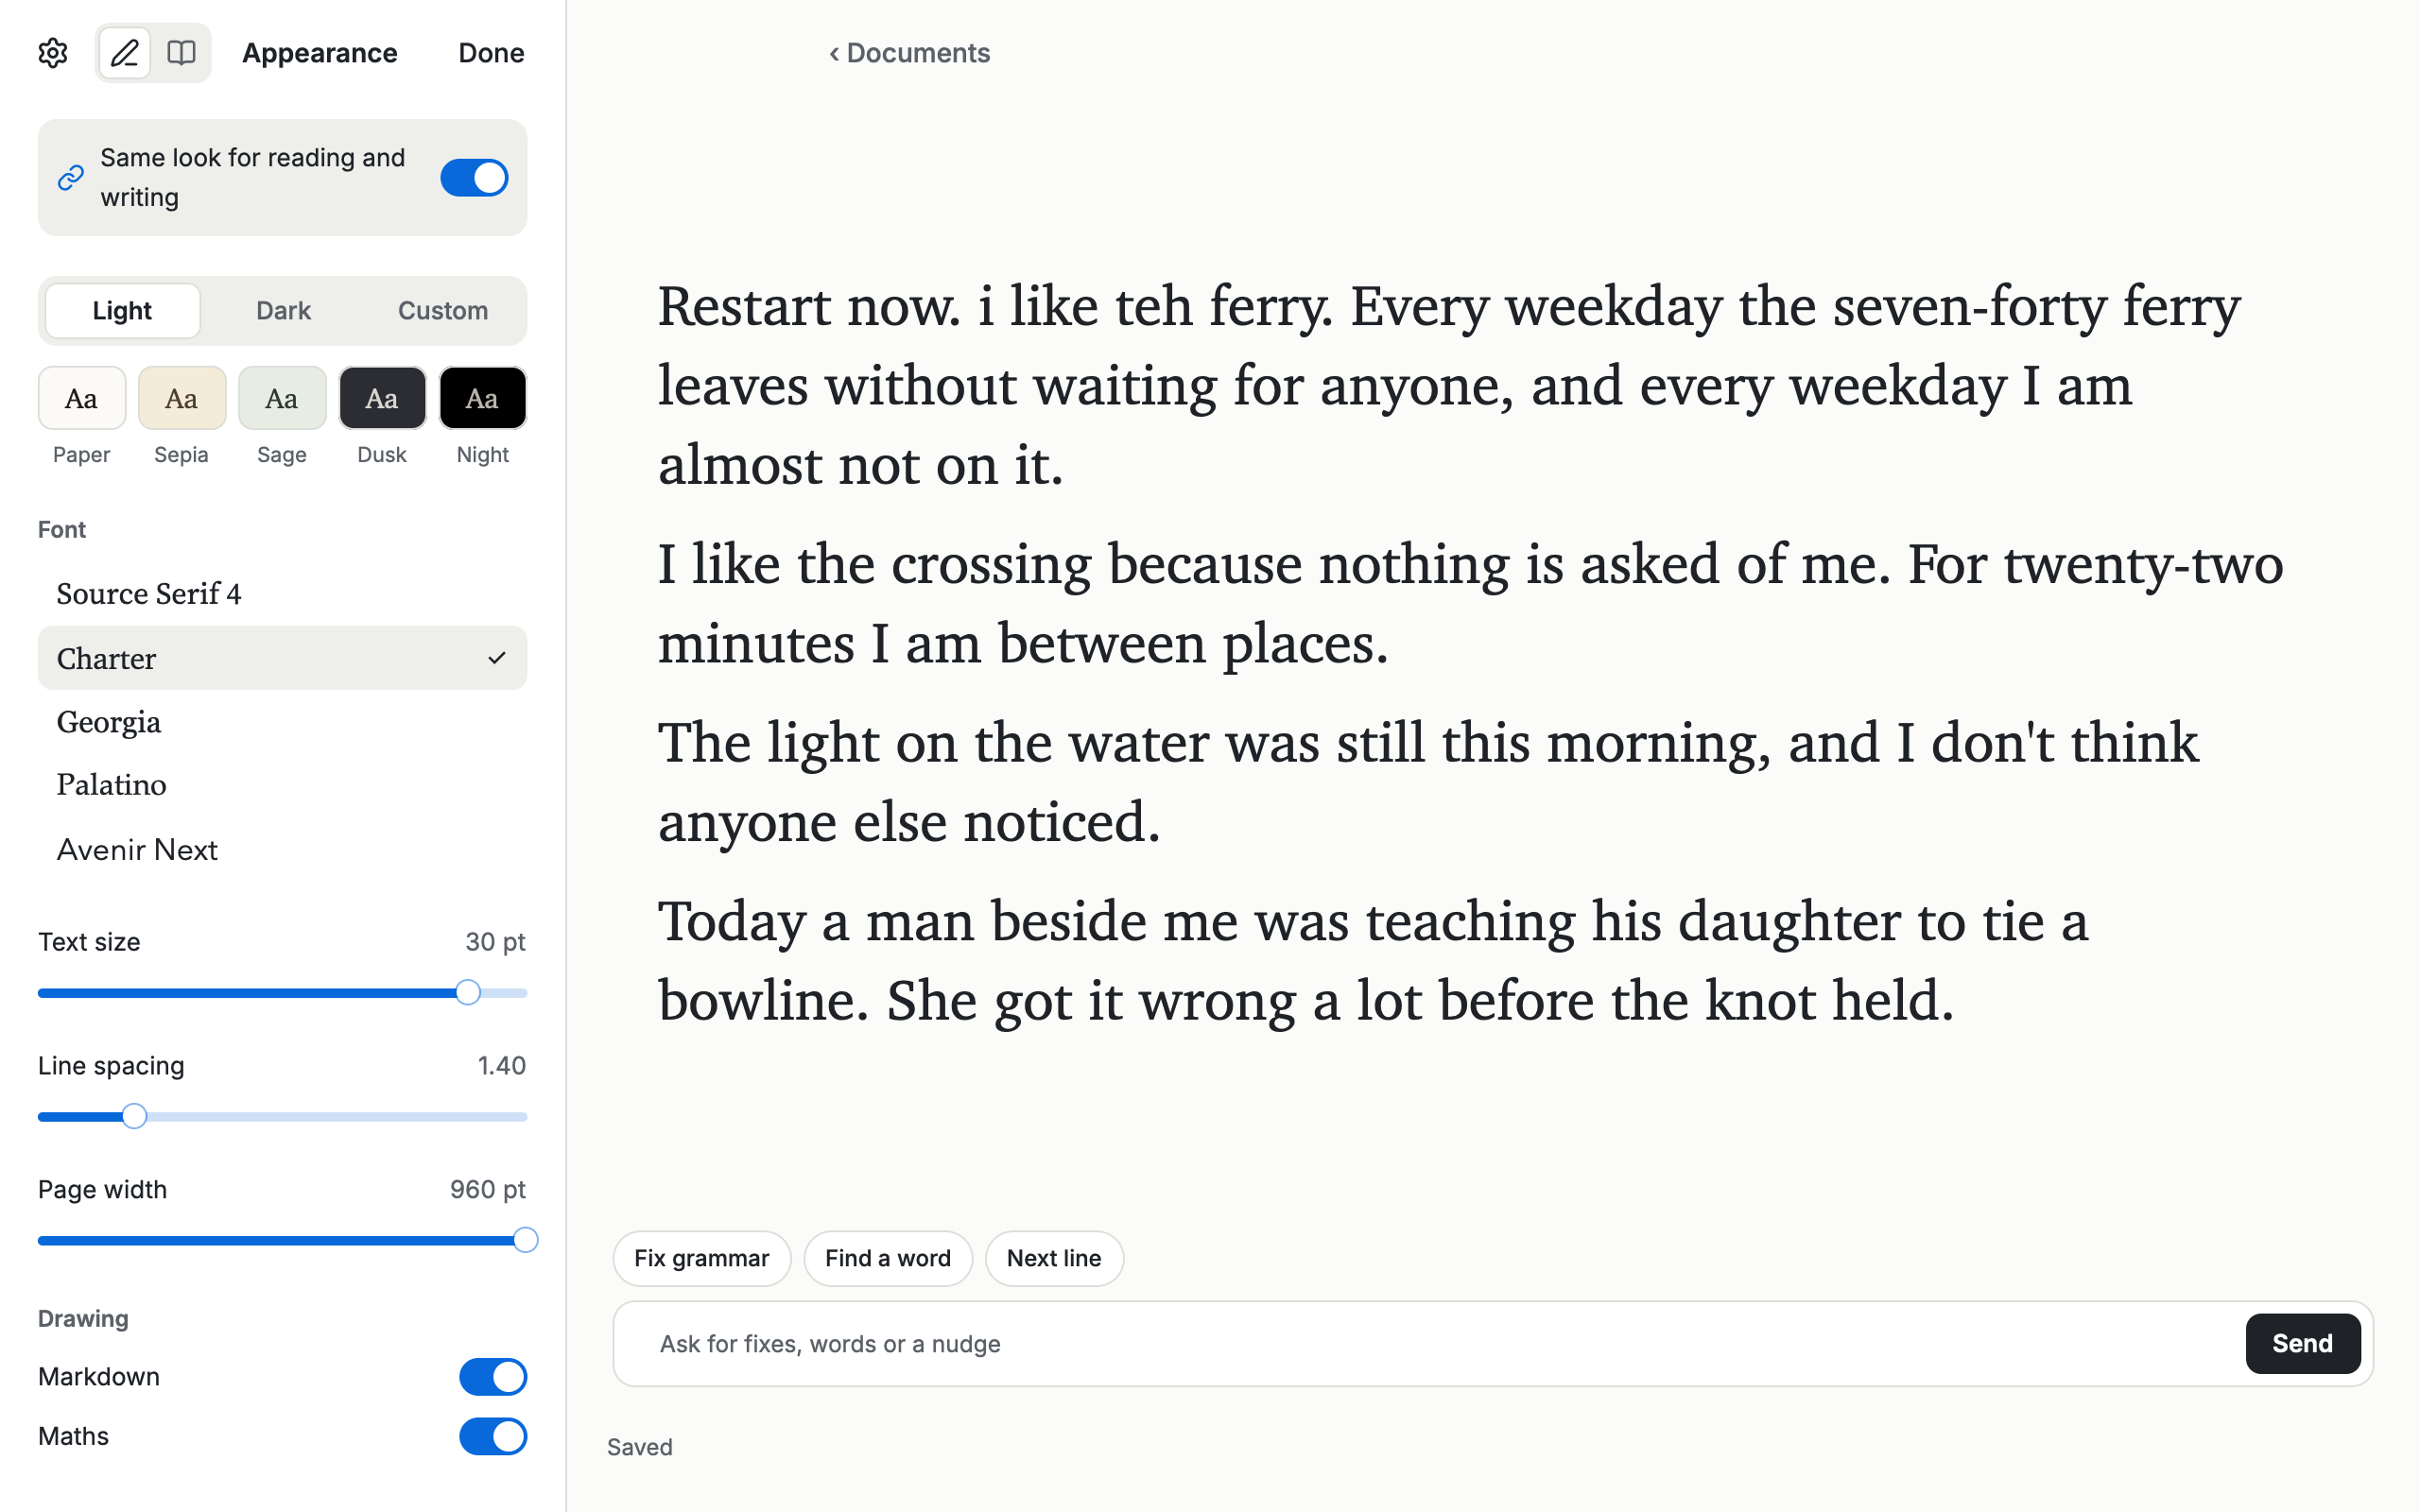 Appearance
Done
Same look for reading and
writing
Light
Dark
Custom
Aa
Aa
Aa
Aa
Aa
Paper
Sepia
Sage
Dusk
Night
Font
Source Serif 4
Charter
Georgia
Palatino
Avenir Next
Text size
30 pt
Line spacing
1.40
Page width
960 pt
Drawing
Markdown
Maths
‹ Documents
Restart now. i like teh ferry. Every weekday the seven-forty ferry
leaves without waiting for anyone, and every weekday I am
almost not on it.
I like the crossing because nothing is asked of me. For twenty-two
minutes I am between places.
The light on the water was still this morning, and I don't think
anyone else noticed.
Today a man beside me was teaching his daughter to tie a
bowline. She got it wrong a lot before the knot held.
Fix grammar
Find a word
Next line
Ask for fixes, words or a nudge
Send
Saved